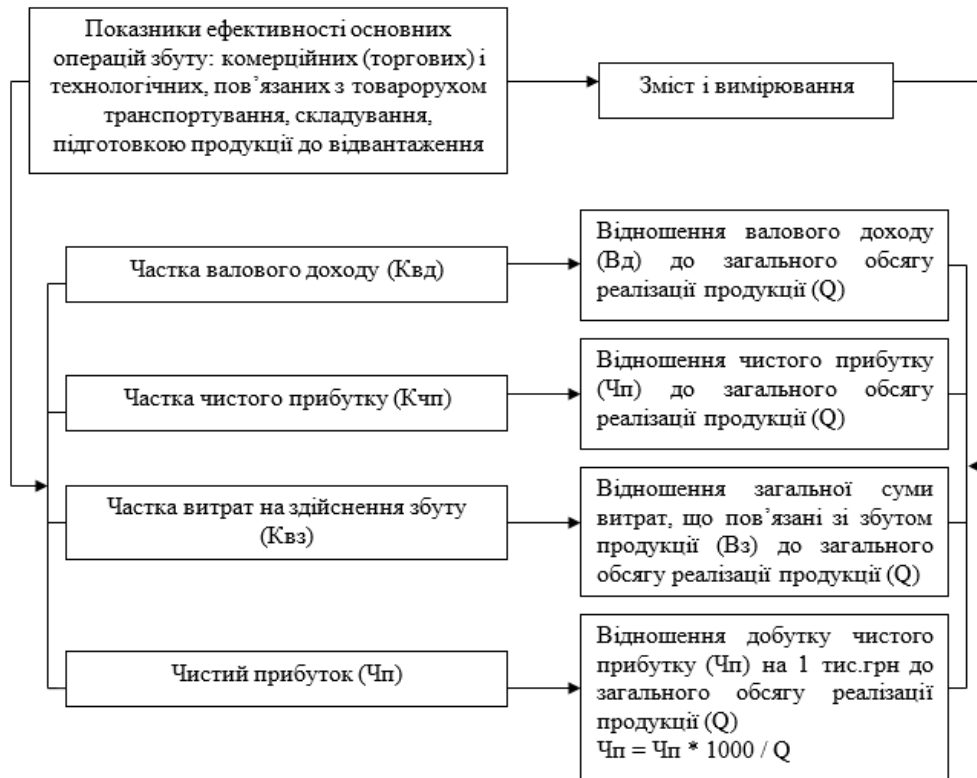 Показники ефективності основних
операцій збуту: комерційних (торгових) і
технологічних, пов’язаних з товарорухом
транспортування, складування,
підготовкою продукції до відвантаження
Зміст і вимірювання
Частка валового доходу (Квд)
Відношення валового доходу
(Вд) до загального обсягу
реалізації продукції (Q)
Частка чистого прибутку (Кчп)
Відношення чистого прибутку
(Чп) до загального обсягу
реалізації продукції (Q)
Частка витрат на здійснення збуту
(Квз)
Відношення загальної суми
витрат, що пов’язані зі збутом
продукції (Вз) до загального
обсягу реалізації продукції (Q)
Чистий прибуток (Чп)
Відношення добутку чистого
прибутку (Чп) на 1 тис.грн до
загального обсягу реалізації
продукції (Q)
Чп = Чп * 1000 / Q